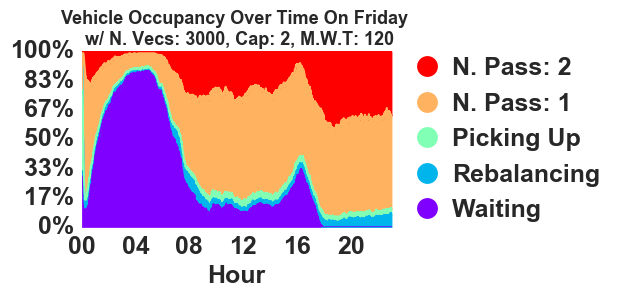 Vehicle Occupancy Over Time On Friday
w/ N. Vecs: 3000, Cap: 2, M.W.T: 120
100%
83%
67%
50%
33%
17%
0%
00 04 08 12 16 20
Hour
N. Pass: 2
N. Pass: 1
Picking Up
Rebalancing
Waiting